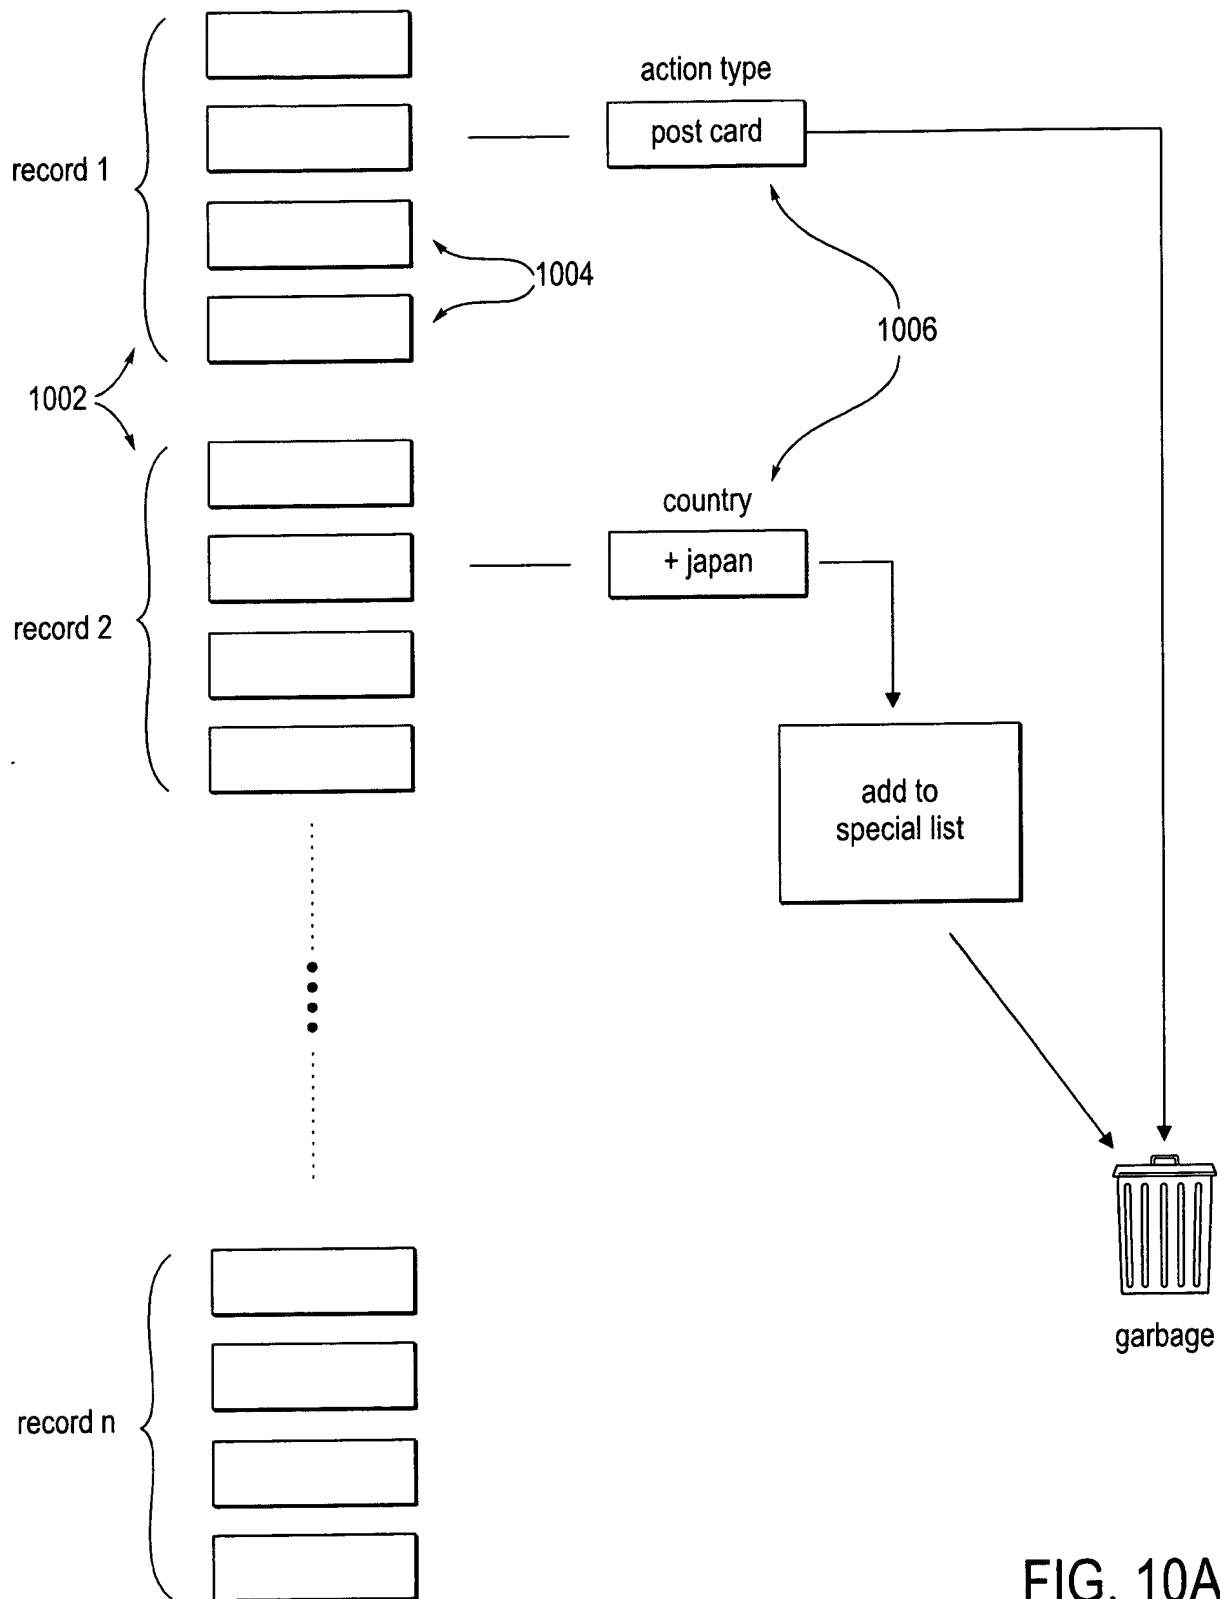 action type
post card
record 1
1004
1006
1002
country
+ japan
record 2
add to
special list
garbage
record n
FIG. 10A